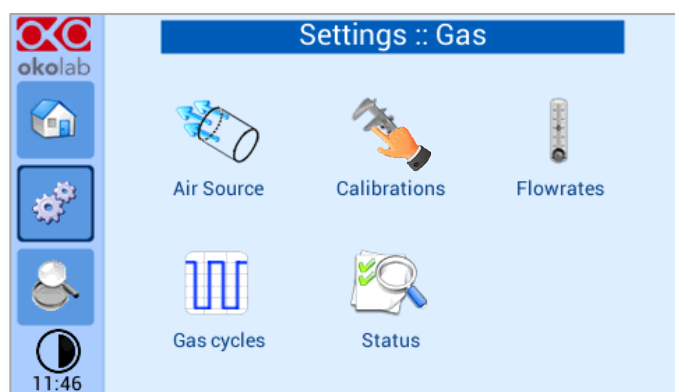 Settings :: Gas
okolab
Air Source
Calibrations
Flowrates
Gas cycles
Status
11:46